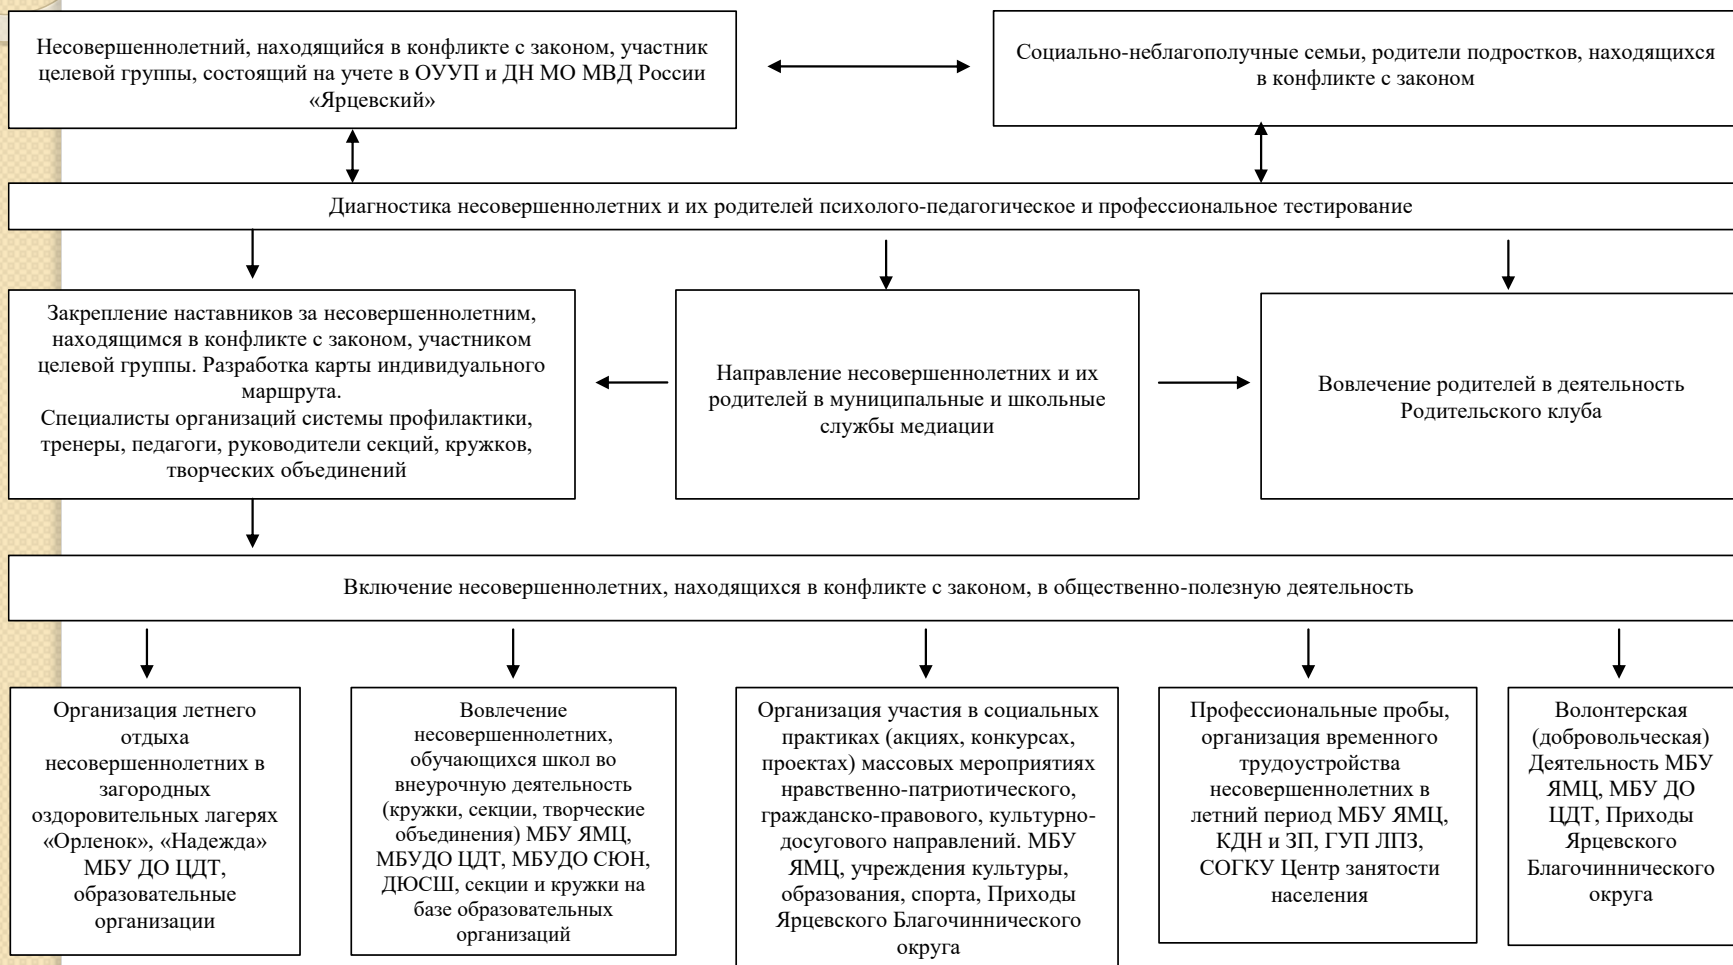 Несовершеннолетний, находящийся в конфликте с законом, участник
целевой группы, состоящий на учете в ОУУП и ДН МО МВД России
«Ярцевский»
Социально-неблагополучные семьи, родители подростков, находящихся
в конфликте с законом
Диагностика несовершеннолетних и их родителей психолого-педагогическое и профессиональное тестирование
Закрепление наставников за несовершеннолетним,
находящимся в конфликте с законом, участником
целевой группы. Разработка карты индивидуального
маршрута.
Специалисты организаций системы профилактики,
тренеры, педагоги, руководители секций, кружков,
творческих объединений
Направление несовершеннолетних и их
родителей в муниципальные и школьные
службы медиации
Вовлечение родителей в деятельность
Родительского клуба
Включение несовершеннолетних, находящихся в конфликте с законом, в общественно-полезную деятельность
Организация летнего
отдыха
несовершеннолетних в
загородных
оздоровительных лагерях
«Орленок», «Надежда»
МБУ ДО ЦДТ,
образовательные
организации
Вовлечение
несовершеннолетних,
обучающихся школ во
внеурочную деятельность
(кружки, секции, творческие
объединения) МБУ ЯМЦ,
МБУДО ЦДТ, МБУДО СЮН,
ДЮСШ, секции и кружки на
базе образовательных
организаций
Организация участия в социальных
практиках (акциях, конкурсах,
проектах) массовых мероприятиях
нравственно-патриотического,
гражданско-правового, культурно-
досугового направлений. МБУ
ЯМЦ, учреждения культуры,
образования, спорта, Приходы
Ярцевского Благочиннического
округа
Профессиональные пробы,
организация временного
трудоустройства
несовершеннолетних в
летний период МБУ ЯМЦ,
КДН и ЗП, ГУП ЛПЗ,
СОГКУ Центр занятости
населения
Волонтерская
(добровольческая)
Деятельность МБУ
ЯМЦ, МБУ ДО
ЦДТ, Приходы
Ярцевского
Благочиннического
округа